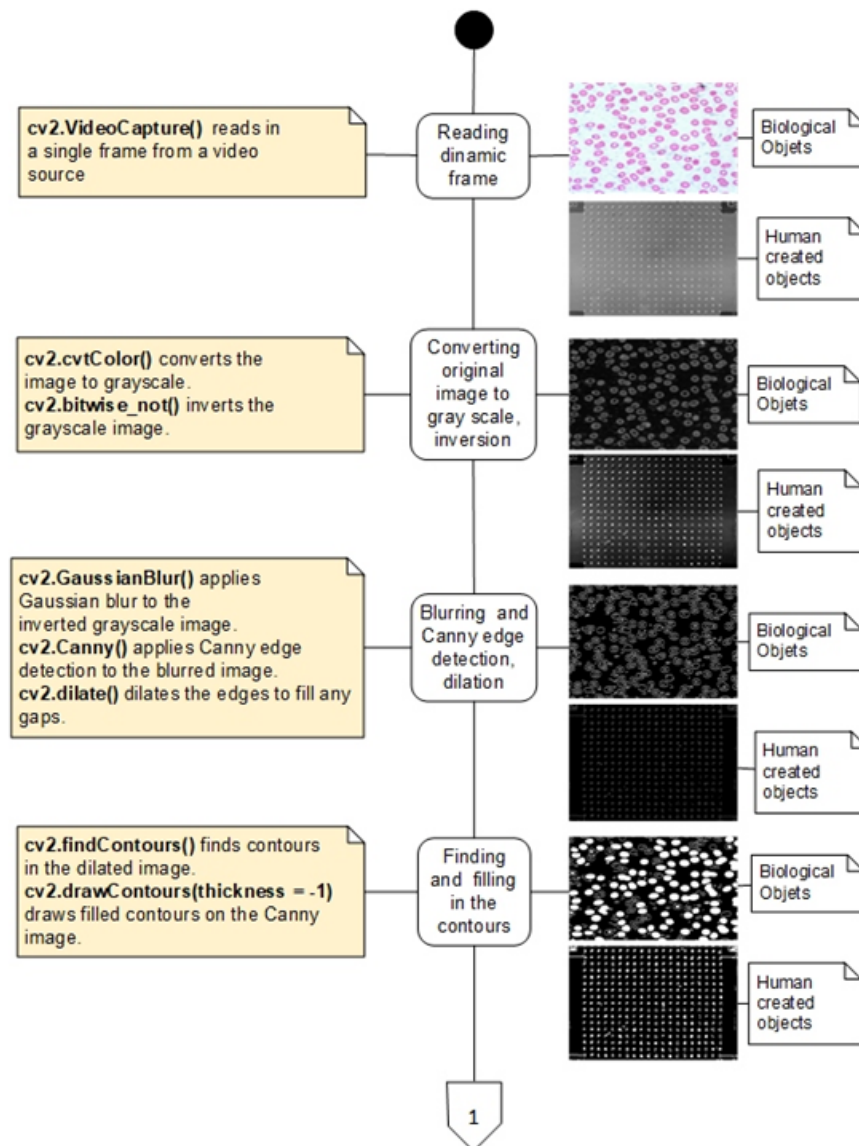 cv2.VideoCapture() reads in
a single frame from a video
source
Reading
dinamic
frame
Biological
Objets
Human
created
objects
cv2.cvtColor() converts the
image to grayscale.
cv2.bitwise_not() inverts the
grayscale image.
Converting
original
image to
gray scale,
inversion
Biological
Objets
Human
created
objects
cv2.GaussianBlur() applies
Gaussian blur to the
inverted grayscale image.
cv2.Canny() applies Canny edge
detection to the blurred image.
cv2.dilate() dilates the edges to fill any
gaps.
Blurring and
Canny edge
detection,
dilation
Biological
Objets
Human
created
objects
cv2.findContours() finds contours
in the dilated image.
cv2.drawContours(thickness = -1)
draws filled contours on the Canny
image.
Finding
and filling
in the
contours
Biological
Objets
Human
created
objects
1